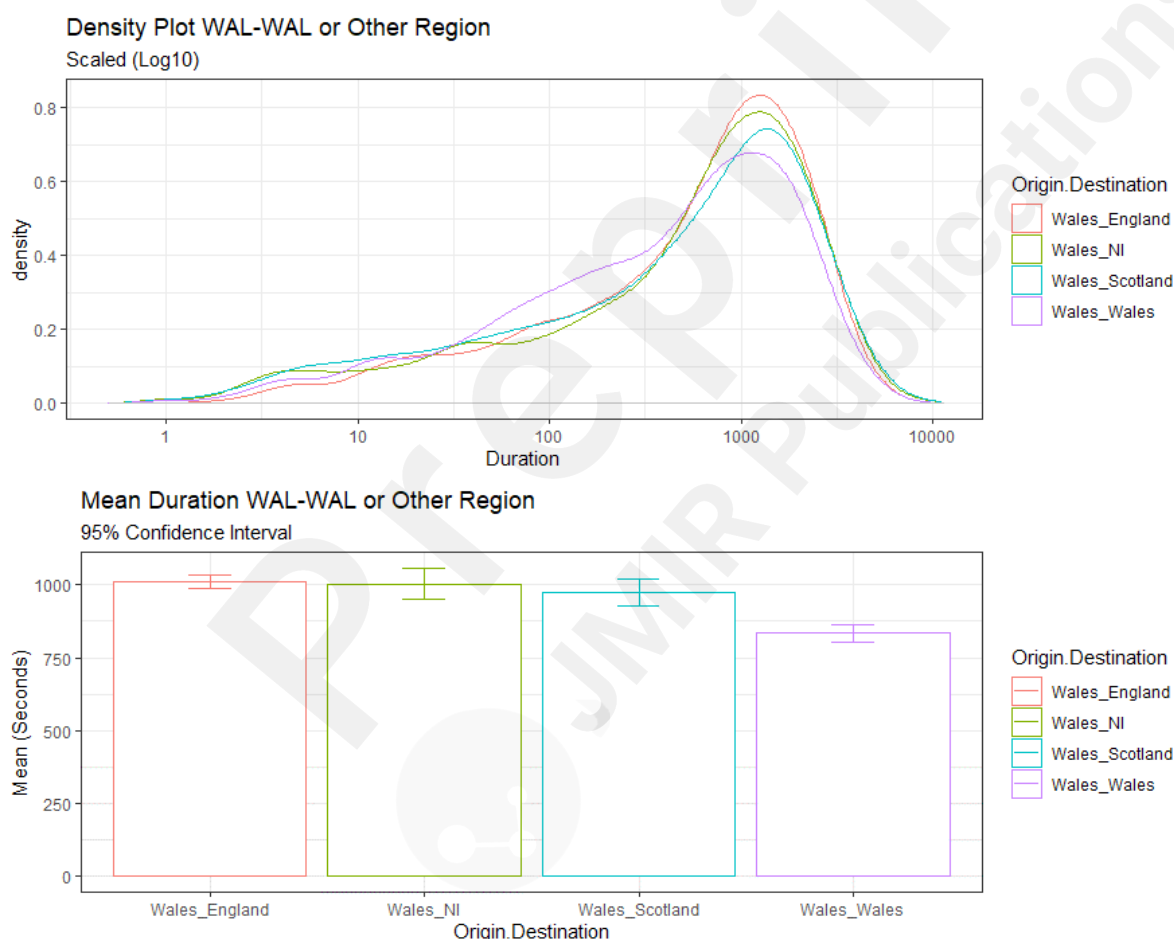 Density Plot WAL-WAL or Other Region
Scaled (Log10)
density
0.8
0.6
0.4
0.2
0.0
1 10 100 1000 10000
Duration
Origin.Destination
Wales_England
Wales_NI
Wales_Scotland
Wales_Wales
Mean Duration WAL-WAL or Other Region
95% Confidence Interval
Mean (Seconds)
1000
750
500
250
0
Wales_England Wales_NI Wales_Scotland Wales_Wales
Origin.Destination
Origin.Destination
Wales_England
Wales_NI
Wales_Scotland
Wales_Wales
Preprin
JMIR Publications